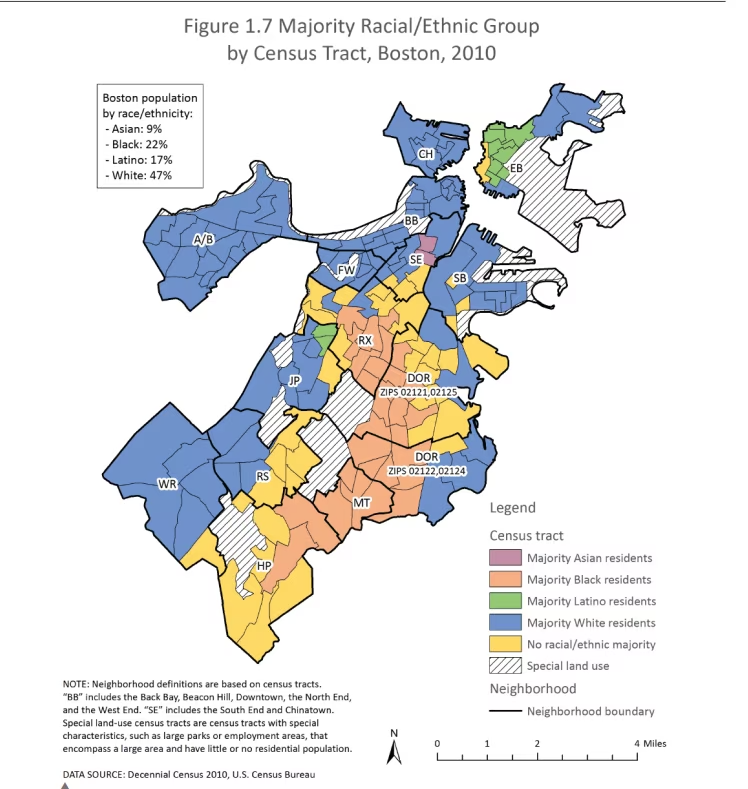 Figure 1.7 Majority Racial/Ethnic Group
by Census Tract, Boston, 2010
Boston population
by race/ethnicity:
- Asian: 9%
- Black: 22%
- Latino: 17%
- White: 47%
CH
EB
BB
A/B
SE
FW
SB
RX
JP
DOR
ZIPS 02121,02125
DOR
ZIPS 02122,02124
RS
WR
MT
HP
Legend
Census tract
Majority Asian residents
Majority Black residents
Majority Latino residents
Majority White residents
No racial/ethnic majority
Special land use
Neighborhood
Neighborhood boundary
NOTE: Neighborhood definitions are based on census tracts.
"BB" includes the Back Bay, Beacon Hill, Downtown, the North End,
and the West End. "SE" includes the South End and Chinatown.
Special land-use census tracts are census tracts with special
characteristics, such as large parks or employment areas, that
encompass a large area and have little or no residential population.
N
0 1 2 4 Miles
DATA SOURCE: Decennial Census 2010, U.S. Census Bureau